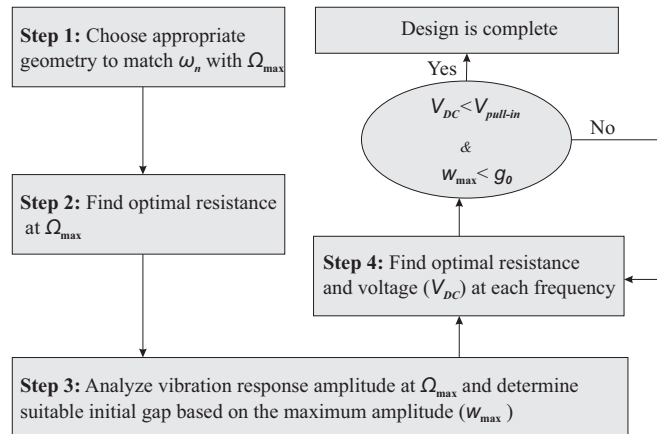 Step 1: Choose appropriate
geometry to match ωₙ with Ωmax
Step 2: Find optimal resistance
at Ωmax
Step 3: Analyze vibration response amplitude at Ωmax and determine
suitable initial gap based on the maximum amplitude (wmax)
Step 4: Find optimal resistance
and voltage (VDC) at each frequency
VDC < Vpull-in
&
wmax < g0
No
Yes
Design is complete